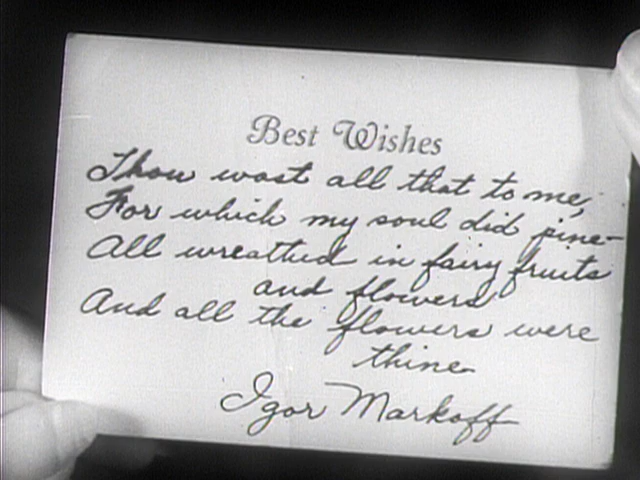 Best Wishes
Thou wast all that to me,
For which my soul did pine-
All wreathed in fairy fruits
and flowers
And all the flowers were
thine
Igor Markoff